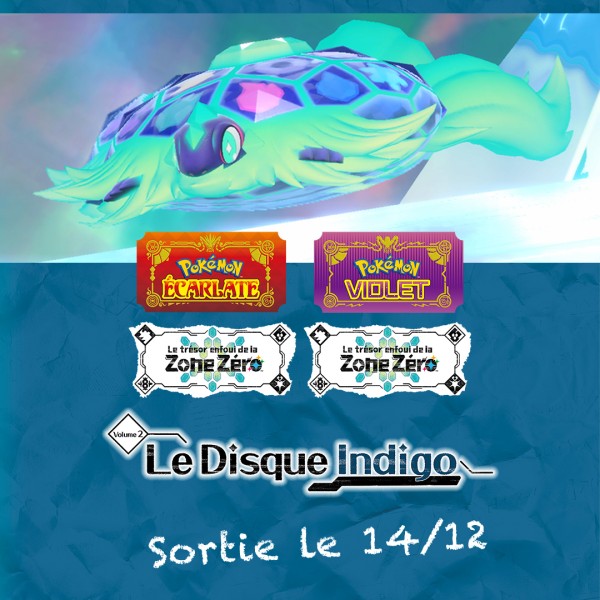 POKÉMON
ÉCARLATE
POKÉMON
VIOLET
Le trésor enfoui de la
Zone Zéro
Le trésor enfoui de la
Zone Zéro
Volume 2
Le Disque Indigo
Sortie le 14/12